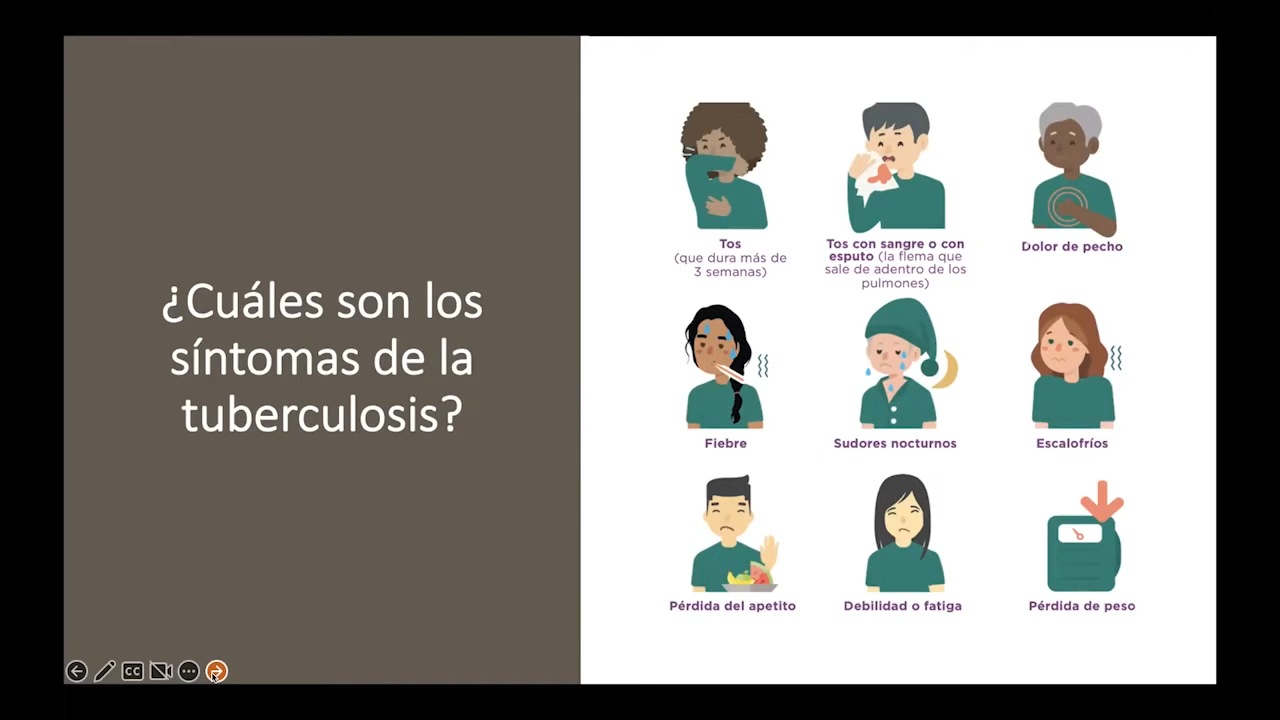 ¿Cuáles son los
síntomas de la
tuberculosis?
Tos
(que dura más de
3 semanas)
Tos con sangre o con
esputo (la flema que
sale de adentro de los
pulmones)
Dolor de pecho
Fiebre
Sudores nocturnos
Escalofríos
Pérdida del apetito
Debilidad o fatiga
Pérdida de peso
CC